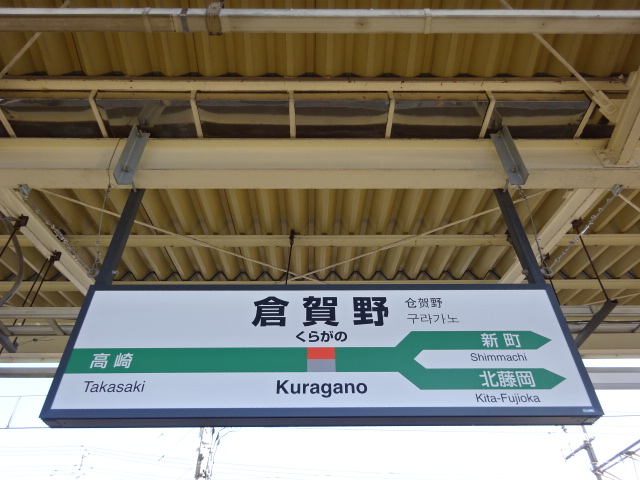 倉賀野
仓贺野
くらがの
구라가노
高崎
Takasaki
Kuragano
新町
Shimmachi
北藤岡
Kita-Fujioka